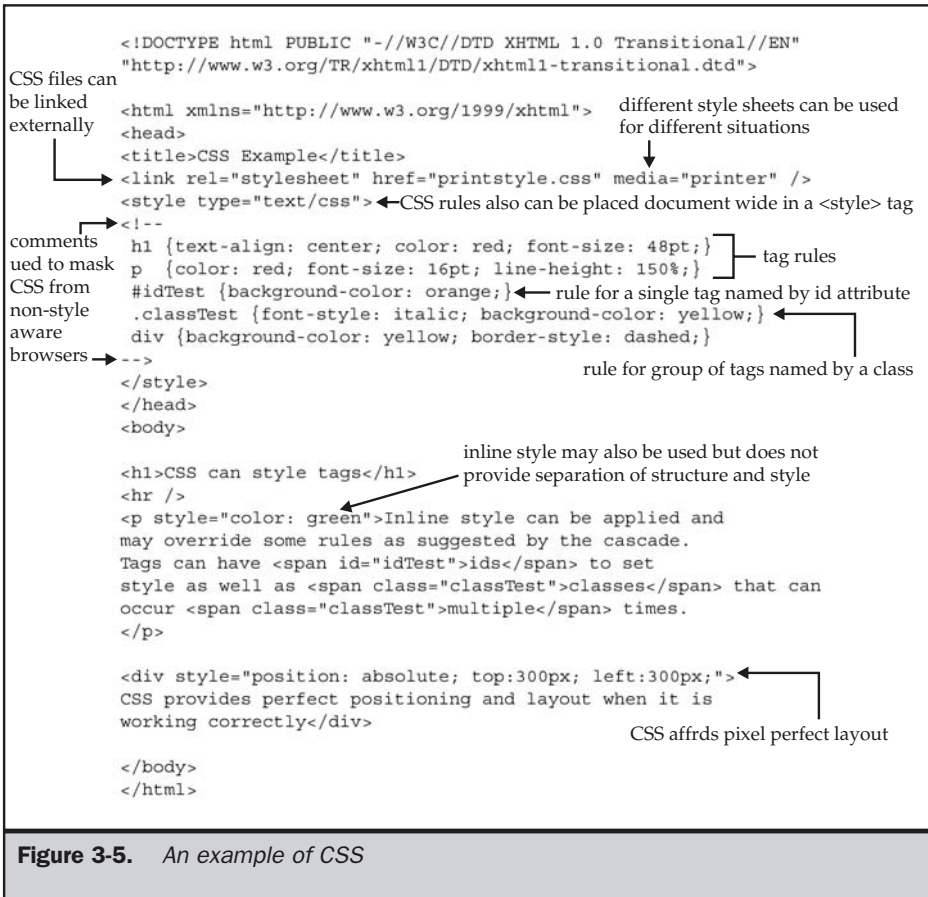 <!DOCTYPE html PUBLIC "-//W3C//DTD XHTML 1.0 Transitional//EN"
"http://www.w3.org/TR/xhtml1/DTD/xhtml1-transitional.dtd">
CSS files can
be linked
externally
<html xmlns="http://www.w3.org/1999/xhtml">
different style sheets can be used
for different situations
<head>
<title>CSS Example</title>
<link rel="stylesheet" href="printstyle.css" media="printer" />
<style type="text/css">
CSS rules also can be placed document wide in a <style> tag
<!--
comments
ued to mask
CSS from
non-style
aware
browsers
h1 {text-align: center; color: red; font-size: 48pt;}
p {color: red; font-size: 16pt; line-height: 150%;}
tag rules
#idTest {background-color: orange;}
rule for a single tag named by id attribute
.classTest {font-style: italic; background-color: yellow;}
div {background-color: yellow; border-style: dashed;}
-->
rule for group of tags named by a class
</style>
</head>
<body>
inline style may also be used but does not
provide separation of structure and style
<h1>CSS can style tags</h1>
<hr />
<p style="color: green">Inline style can be applied and
may override some rules as suggested by the cascade.
Tags can have <span id="idTest">ids</span> to set
style as well as <span class="classTest">classes</span> that can
occur <span class="classTest">multiple</span> times.
</p>
<div style="position: absolute; top:300px; left:300px;">
CSS provides perfect positioning and layout when it is
working correctly</div>
CSS affrds pixel perfect layout
</body>
</html>
Figure 3-5. An example of CSS